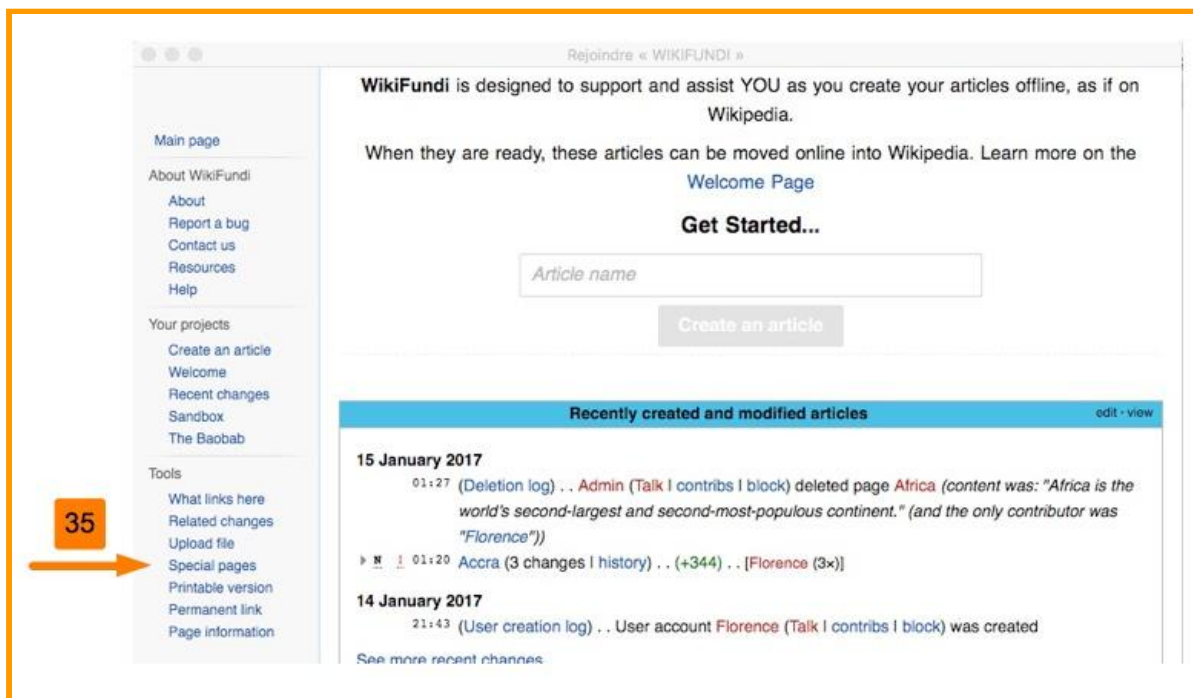 Rejoindre « WIKIFUNDI »
Main page
About WikiFundi
About
Report a bug
Contact us
Resources
Help
Your projects
Create an article
Welcome
Recent changes
Sandbox
The Baobab
Tools
What links here
Related changes
Upload file
Special pages
Printable version
Permanent link
Page information
35
WikiFundi is designed to support and assist YOU as you create your articles offline, as if on
Wikipedia.
When they are ready, these articles can be moved online into Wikipedia. Learn more on the
Welcome Page
Get Started...
Article name
Create an article
Recently created and modified articles edit · view
15 January 2017
01:27 (Deletion log) . . Admin (Talk | contribs | block) deleted page Africa (content was: "Africa is the
world's second-largest and second-most-populous continent." (and the only contributor was
"Florence"))
N ! 01:20 Accra (3 changes | history) . . (+344) . . [Florence (3×)]
14 January 2017
21:43 (User creation log) . . User account Florence (Talk | contribs | block) was created
See more recent changes